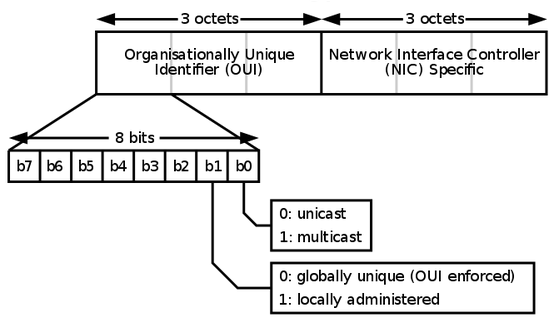 3 octets
3 octets
Organisationally Unique
Identifier (OUI)
Network Interface Controller
(NIC) Specific
8 bits
b7 b6 b5 b4 b3 b2 b1 b0
0: unicast
1: multicast
0: globally unique (OUI enforced)
1: locally administered